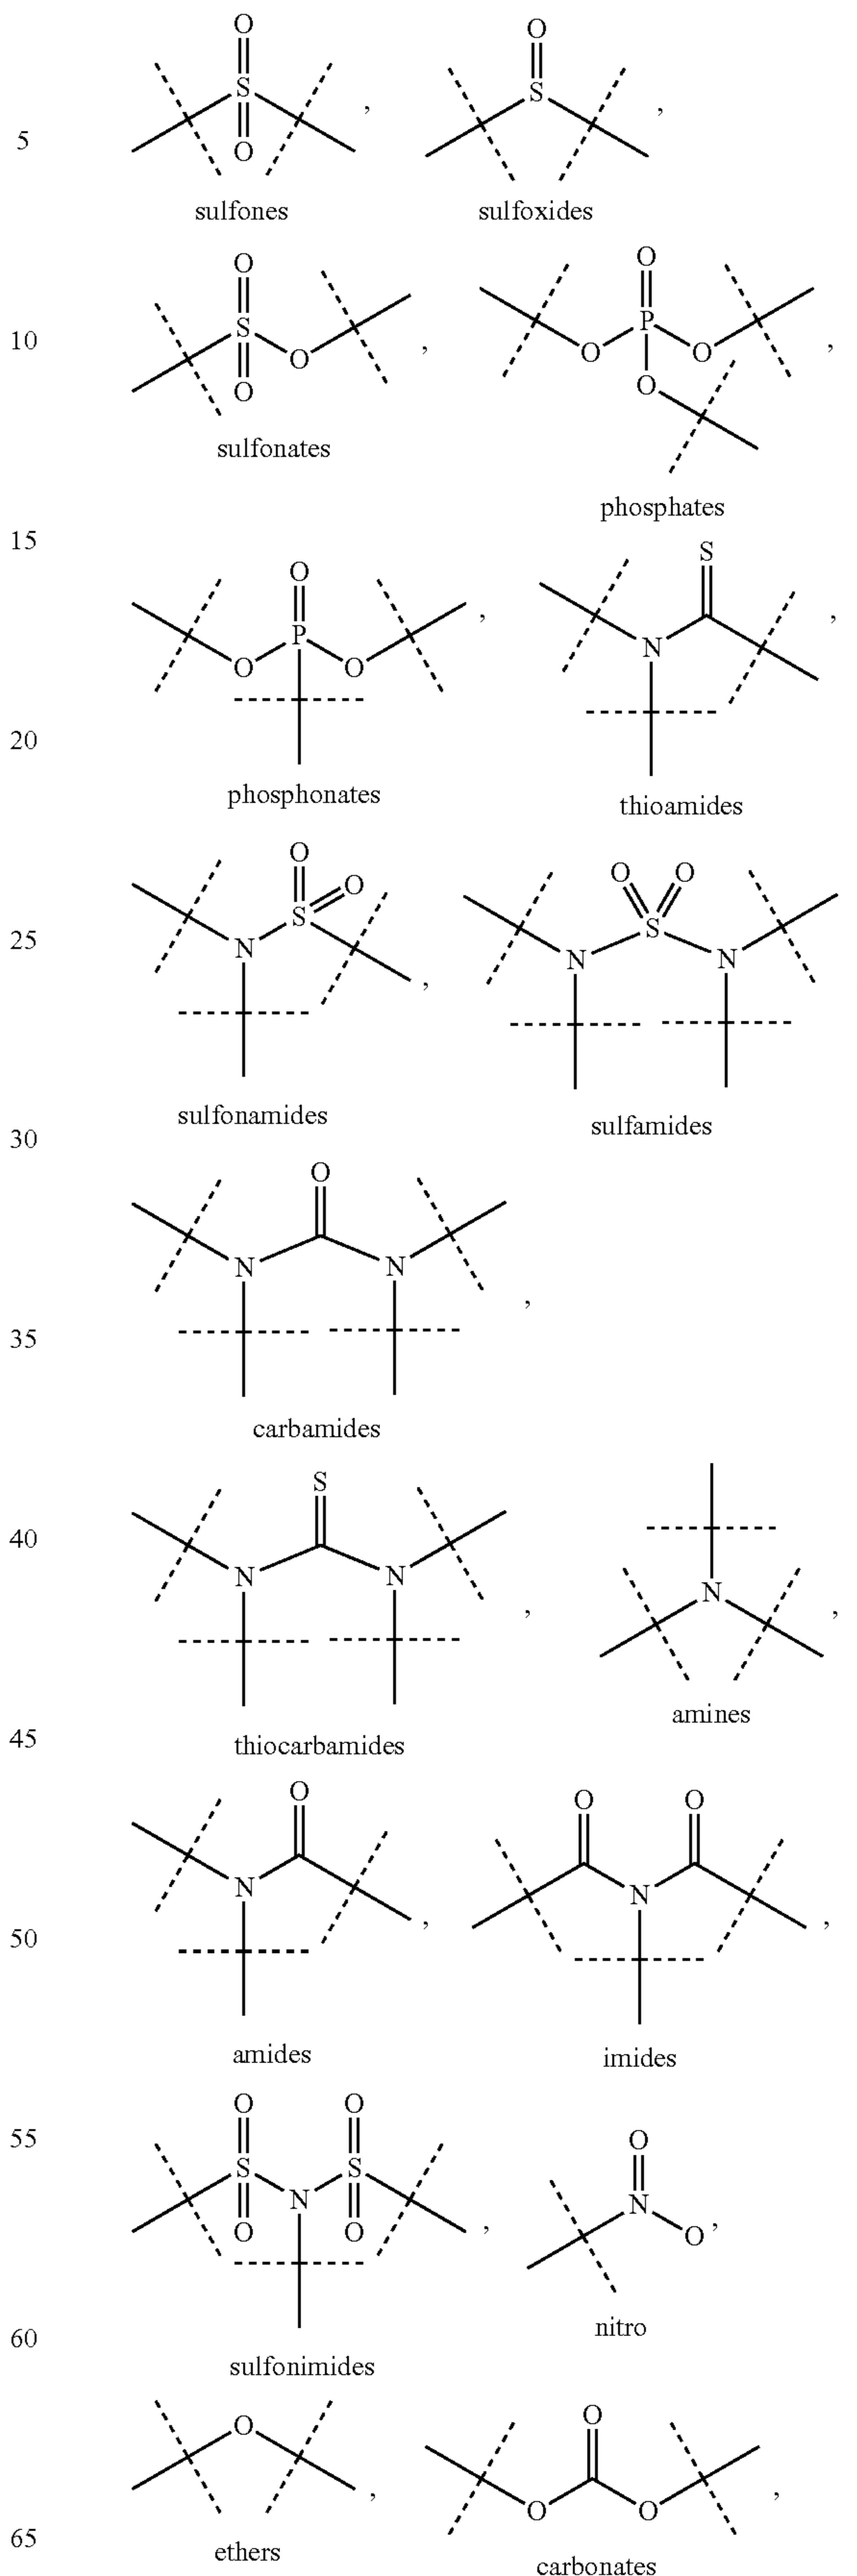 O O
S , S ,
5
O
sulfones sulfoxides
O O
10 S O , O P O ,
O O
sulfonates
phosphates
15
O S
O P O , N ,
20
phosphonates thioamides
O O O O
25 N S , N S N
sulfonamides sulfamides
30
O
N N ,
35
carbamides
S
40
N N , N ,
amines
45
thiocarbamides
O O O
N , N ,
50
amides imides
55 O O O
S N S , N O ,
O O
nitro
60
sulfonimides
O , O
O O ,
65 ethers carbonates